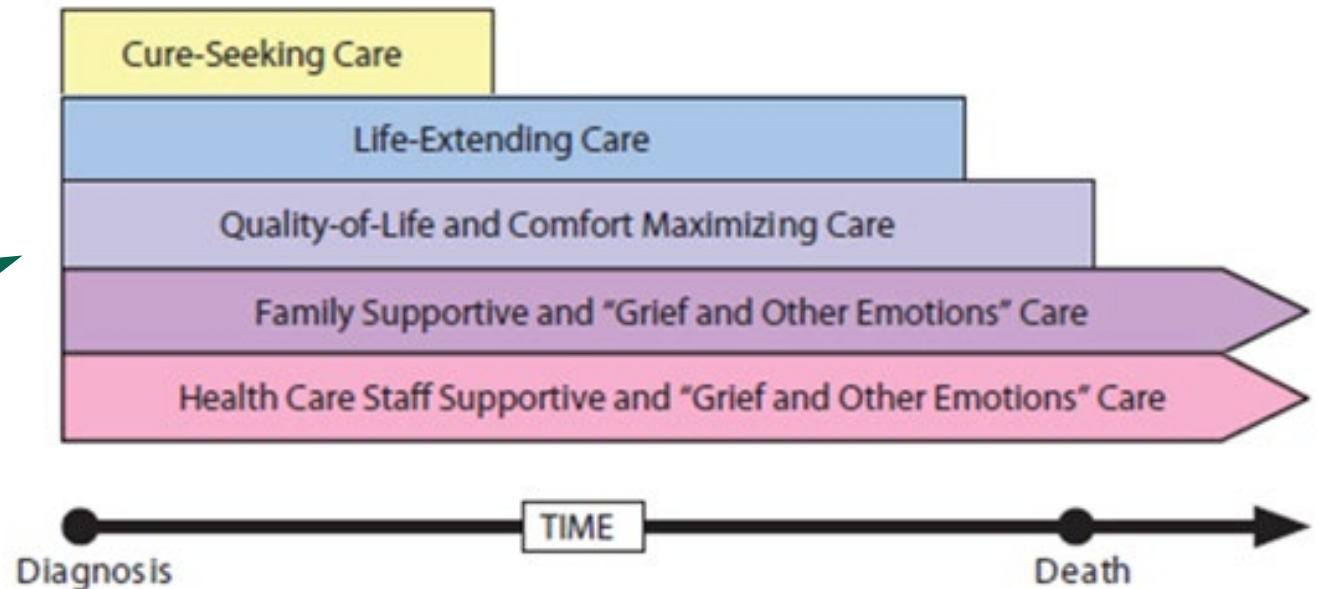 Cure-Seeking Care
Life-Extending Care
Quality-of-Life and Comfort Maximizing Care
Family Supportive and “Grief and Other Emotions” Care
Health Care Staff Supportive and “Grief and Other Emotions” Care
TIME
Diagnosis
Death